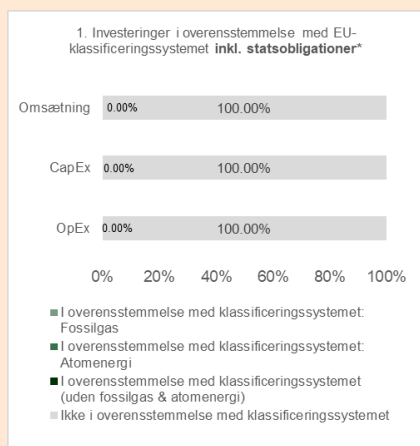 1. Investeringer i overensstemmelse med EU-
klassificeringssystemet inkl. statsobligationer*
Omsætning 0.00% 100.00%
CapEx 0.00% 100.00%
OpEx 0.00% 100.00%
0% 20% 40% 60% 80% 100%
I overensstemmelse med klassificeringssystemet:
Fossilgas
I overensstemmelse med klassificeringssystemet:
Atomenergi
I overensstemmelse med klassificeringssystemet
(uden fossilgas & atomenergi)
Ikke i overensstemmelse med klassificeringssystemet